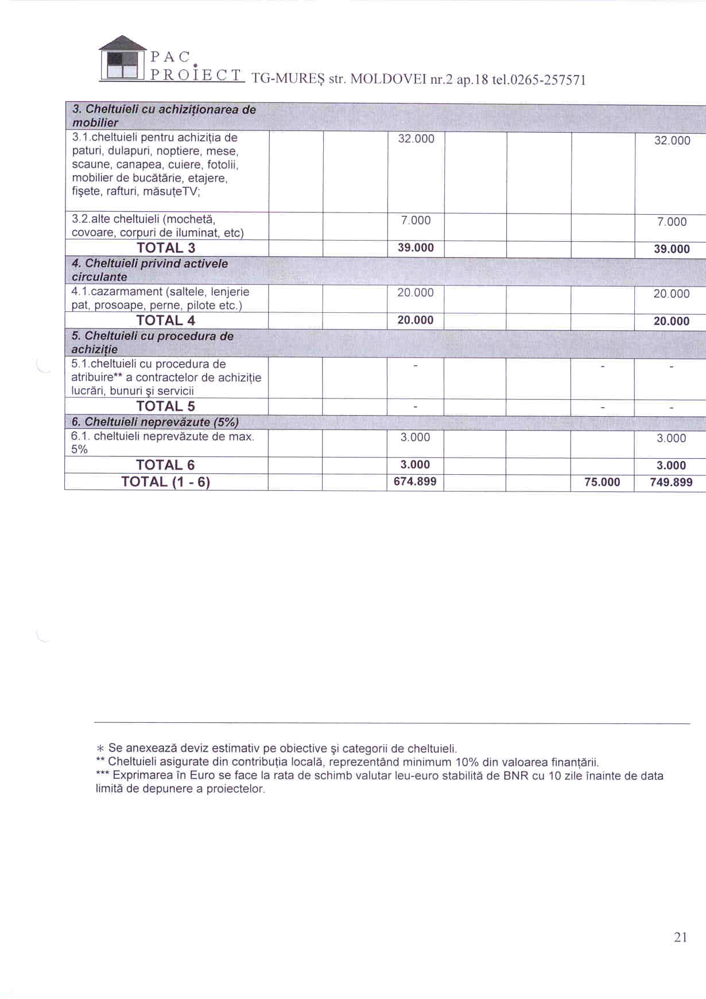 PAC
PROIECT TG-MUREŞ str. MOLDOVEI nr.2 ap.18 tel.0265-257571
3. Cheltuieli cu achiziţionarea de
mobilier
3.1.cheltuieli pentru achiziţia de 32.000 32.000
paturi, dulapuri, noptiere, mese,
scaune, canapea, cuiere, fotolii,
mobilier de bucătărie, etajere,
fişete, rafturi, măsuţeTV;
3.2.alte cheltuieli (mochetă, 7.000 7.000
covoare, corpuri de iluminat, etc)
TOTAL 3 39.000 39.000
4. Cheltuieli privind activele
circulante
4.1.cazarmament (saltele, lenjerie 20.000 20.000
pat, prosoape, perne, pilote etc.)
TOTAL 4 20.000 20.000
5. Cheltuieli cu procedura de
achiziţie
5.1.cheltuieli cu procedura de - - -
atribuire** a contractelor de achiziţie
lucrări, bunuri şi servicii
TOTAL 5 - - -
6. Cheltuieli neprevăzute (5%)
6.1. cheltuieli neprevăzute de max. 3.000 3.000
5%
TOTAL 6 3.000 3.000
TOTAL (1 - 6) 674.899 75.000 749.899
* Se anexează deviz estimativ pe obiective şi categorii de cheltuieli.
** Cheltuieli asigurate din contribuţia locală, reprezentând minimum 10% din valoarea finanţării.
*** Exprimarea în Euro se face la rata de schimb valutar leu-euro stabilită de BNR cu 10 zile înainte de data
limită de depunere a proiectelor.
21